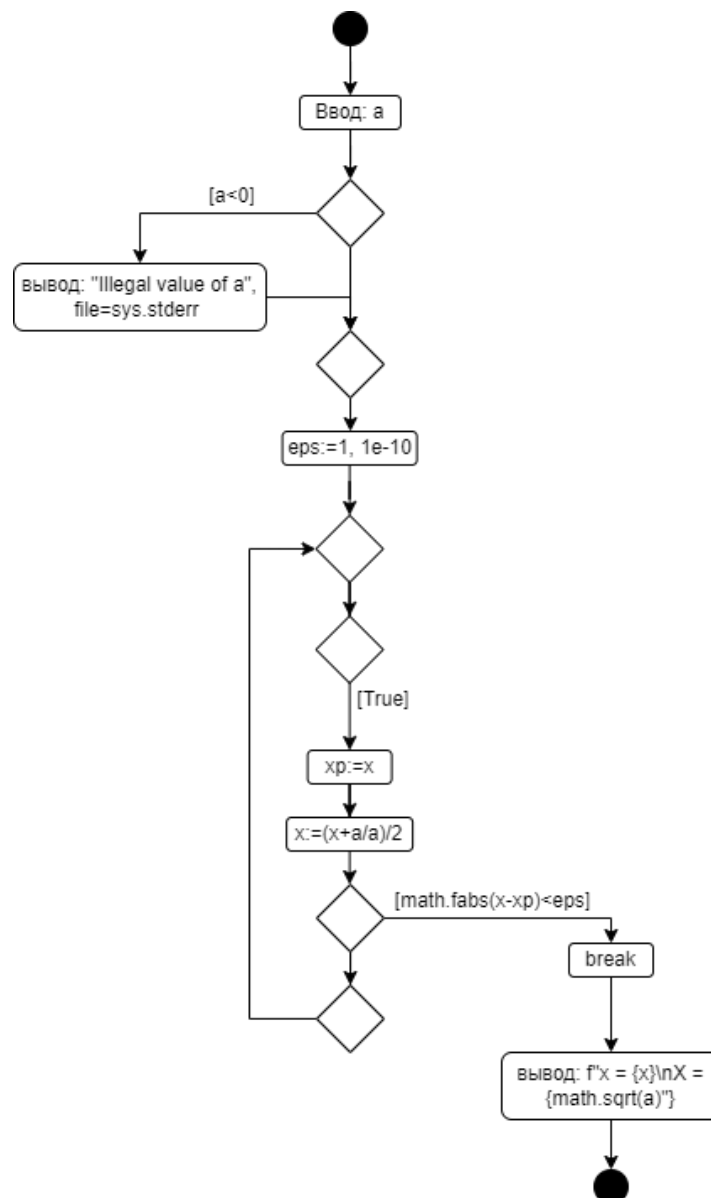 Ввод: a
[a<0]
вывод: "Illegal value of a",
file=sys.stderr
eps:=1, 1e-10
[True]
xp:=x
x:=(x+a/a)/2
[math.fabs(x-xp)<eps]
break
вывод: f"x = {x}\nX =
{math.sqrt(a)"}